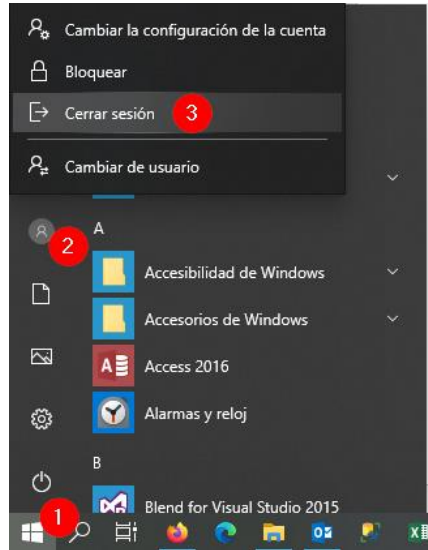 Cambiar la configuración de la cuenta
Bloquear
Cerrar sesión 3
Cambiar de usuario
2 A
Accesibilidad de Windows
Accesorios de Windows
A Access 2016
Alarmas y reloj
B
1 Blend for Visual Studio 2015